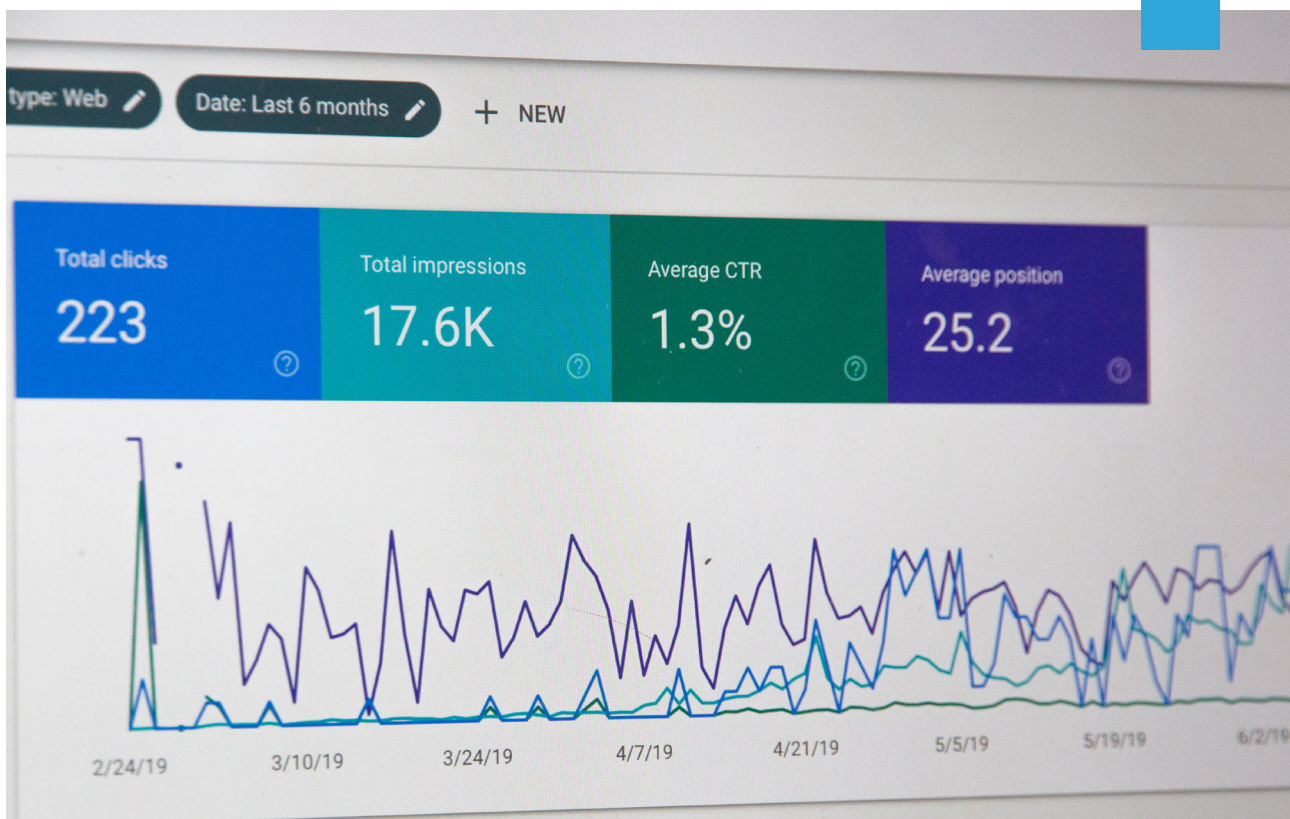 type: Web
Date: Last 6 months
+ NEW
Total clicks
223
Total impressions
17.6K
Average CTR
1.3%
Average position
25.2
2/24/19
3/10/19
3/24/19
4/7/19
4/21/19
5/5/19
5/19/19
6/2/19